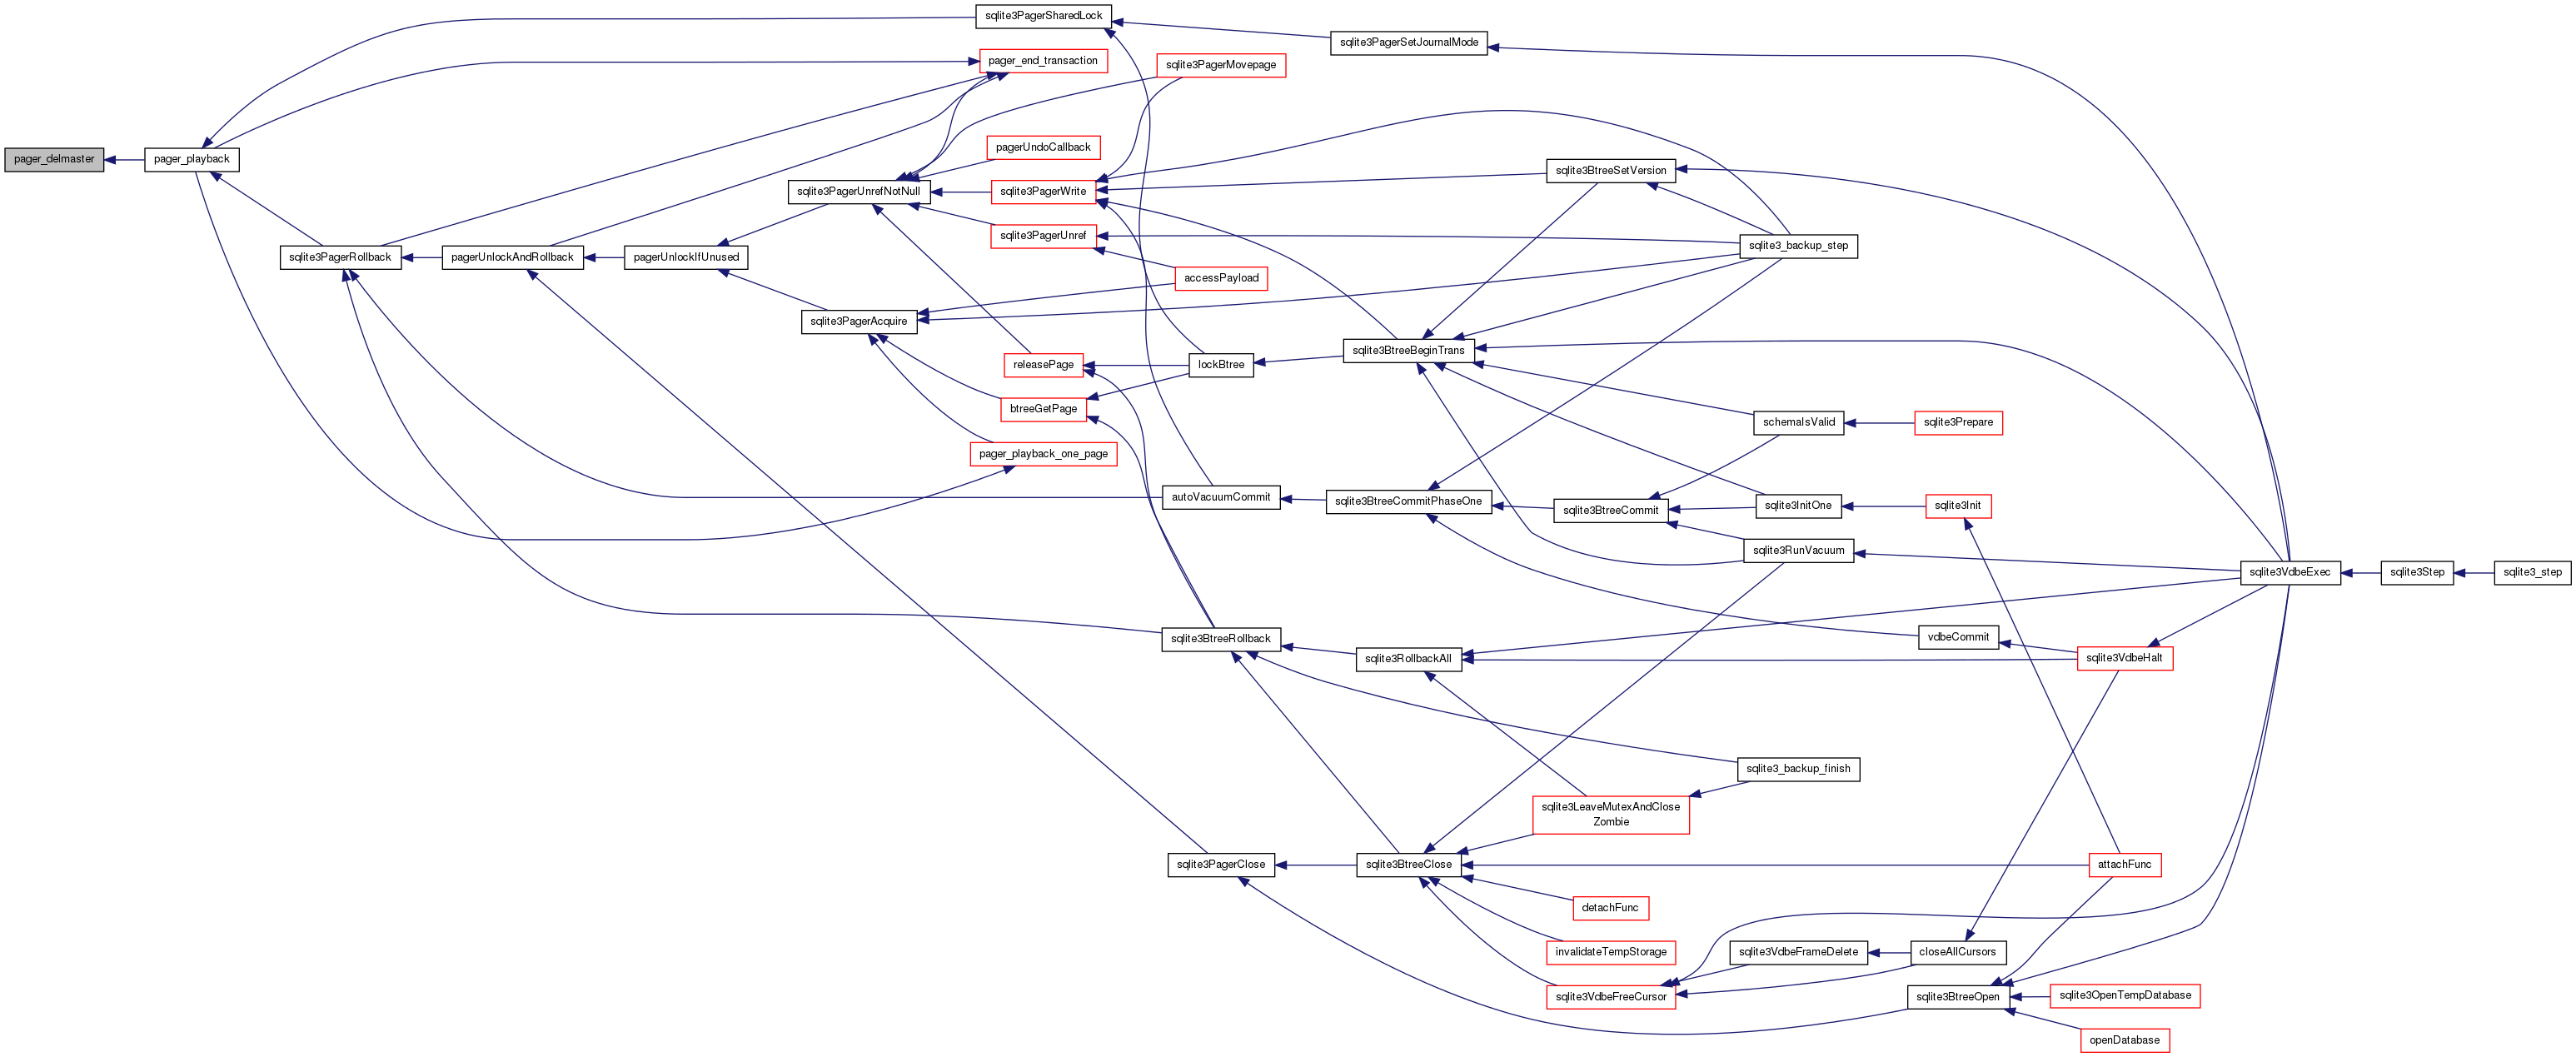 sqlite3PagerSharedLock
sqlite3PagerSetJournalMode
pager_end_transaction
sqlite3PagerMovepage
pagerUndoCallback
pager_delmaster
pager_playback
sqlite3BtreeSetVersion
sqlite3PagerUnrefNotNull
sqlite3PagerWrite
sqlite3PagerUnref
sqlite3_backup_step
sqlite3PagerRollback
pagerUnlockAndRollback
pagerUnlockIfUnused
accessPayload
sqlite3PagerAcquire
sqlite3BtreeBeginTrans
releasePage
lockBtree
btreeGetPage
schemaIsValid
sqlite3Prepare
pager_playback_one_page
autoVacuumCommit
sqlite3BtreeCommitPhaseOne
sqlite3BtreeCommit
sqlite3InitOne
sqlite3Init
sqlite3RunVacuum
sqlite3VdbeExec
sqlite3Step
sqlite3_step
sqlite3BtreeRollback
vdbeCommit
sqlite3RollbackAll
sqlite3VdbeHalt
sqlite3_backup_finish
sqlite3LeaveMutexAndClose
Zombie
sqlite3PagerClose
sqlite3BtreeClose
attachFunc
detachFunc
invalidateTempStorage
sqlite3VdbeFrameDelete
closeAllCursors
sqlite3VdbeFreeCursor
sqlite3BtreeOpen
sqlite3OpenTempDatabase
openDatabase